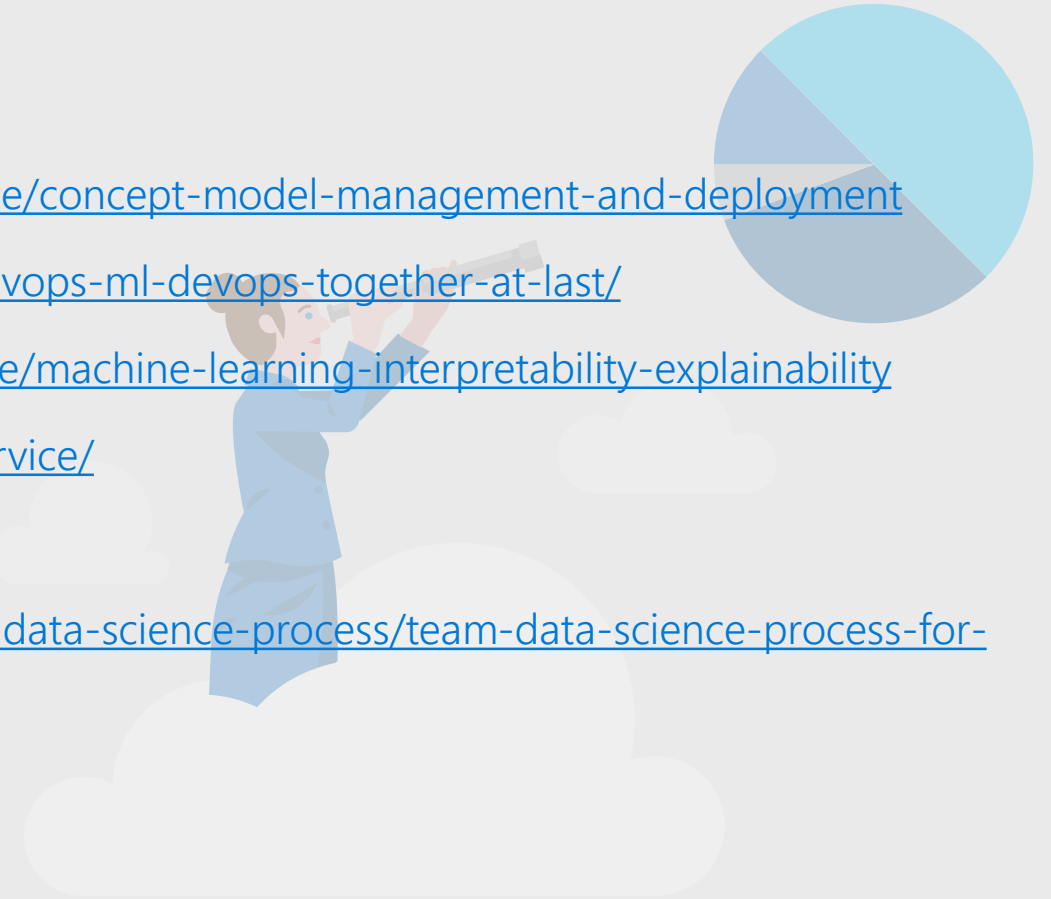 e/concept-model-management-and-deployment
vops-ml-devops-together-at-last/
e/machine-learning-interpretability-explainability
rvice/
data-science-process/team-data-science-process-for-